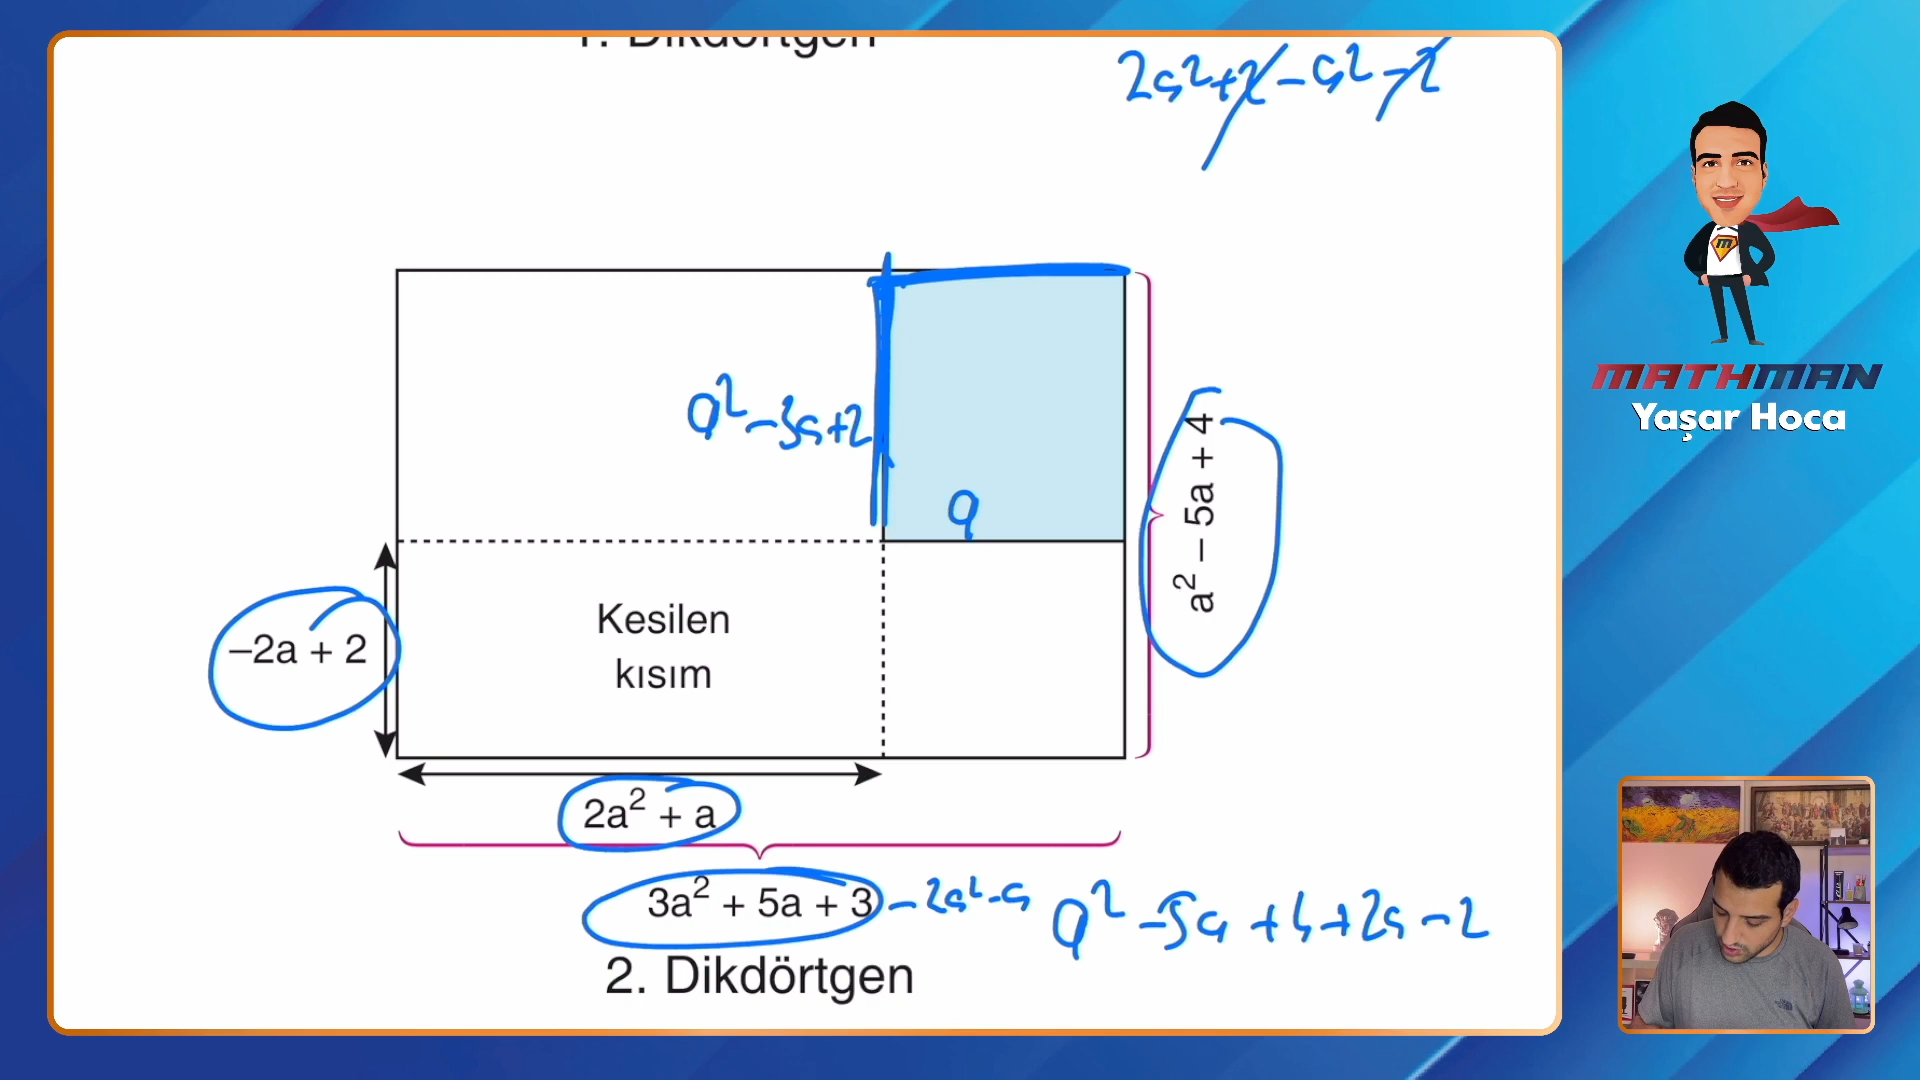 1. Dikdörtgen
2a²+2-a²-2
a²-3a+2
a² – 5a + 4
a
–2a + 2
Kesilen
kısım
2a² + a
3a² + 5a + 3 -2a²-a
a²-5a+4+2a-2
2. Dikdörtgen
MATHMAN
Yaşar Hoca